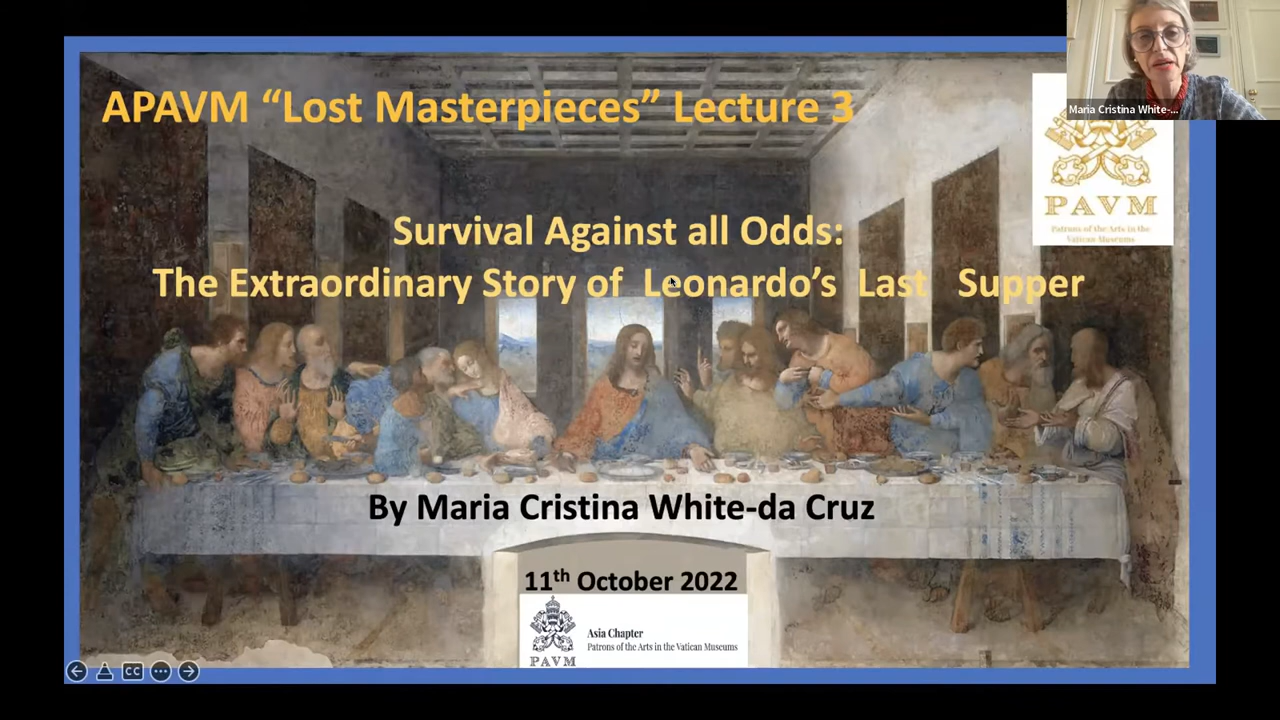 APAVM “Lost Masterpieces” Lecture 3
Maria Cristina White-...
PAVM
Patrons of the Arts in the
Vatican Museums
Survival Against all Odds:
The Extraordinary Story of Leonardo’s Last Supper
By Maria Cristina White-da Cruz
11th October 2022
Asia Chapter
Patrons of the Arts in the Vatican Museums
PAVM
CC